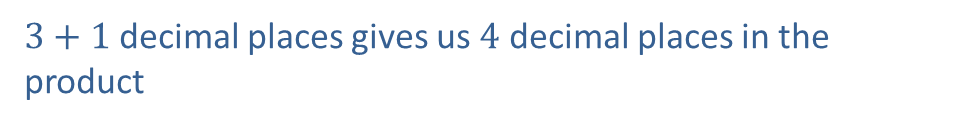 3 + 1 decimal places gives us 4 decimal places in the
product